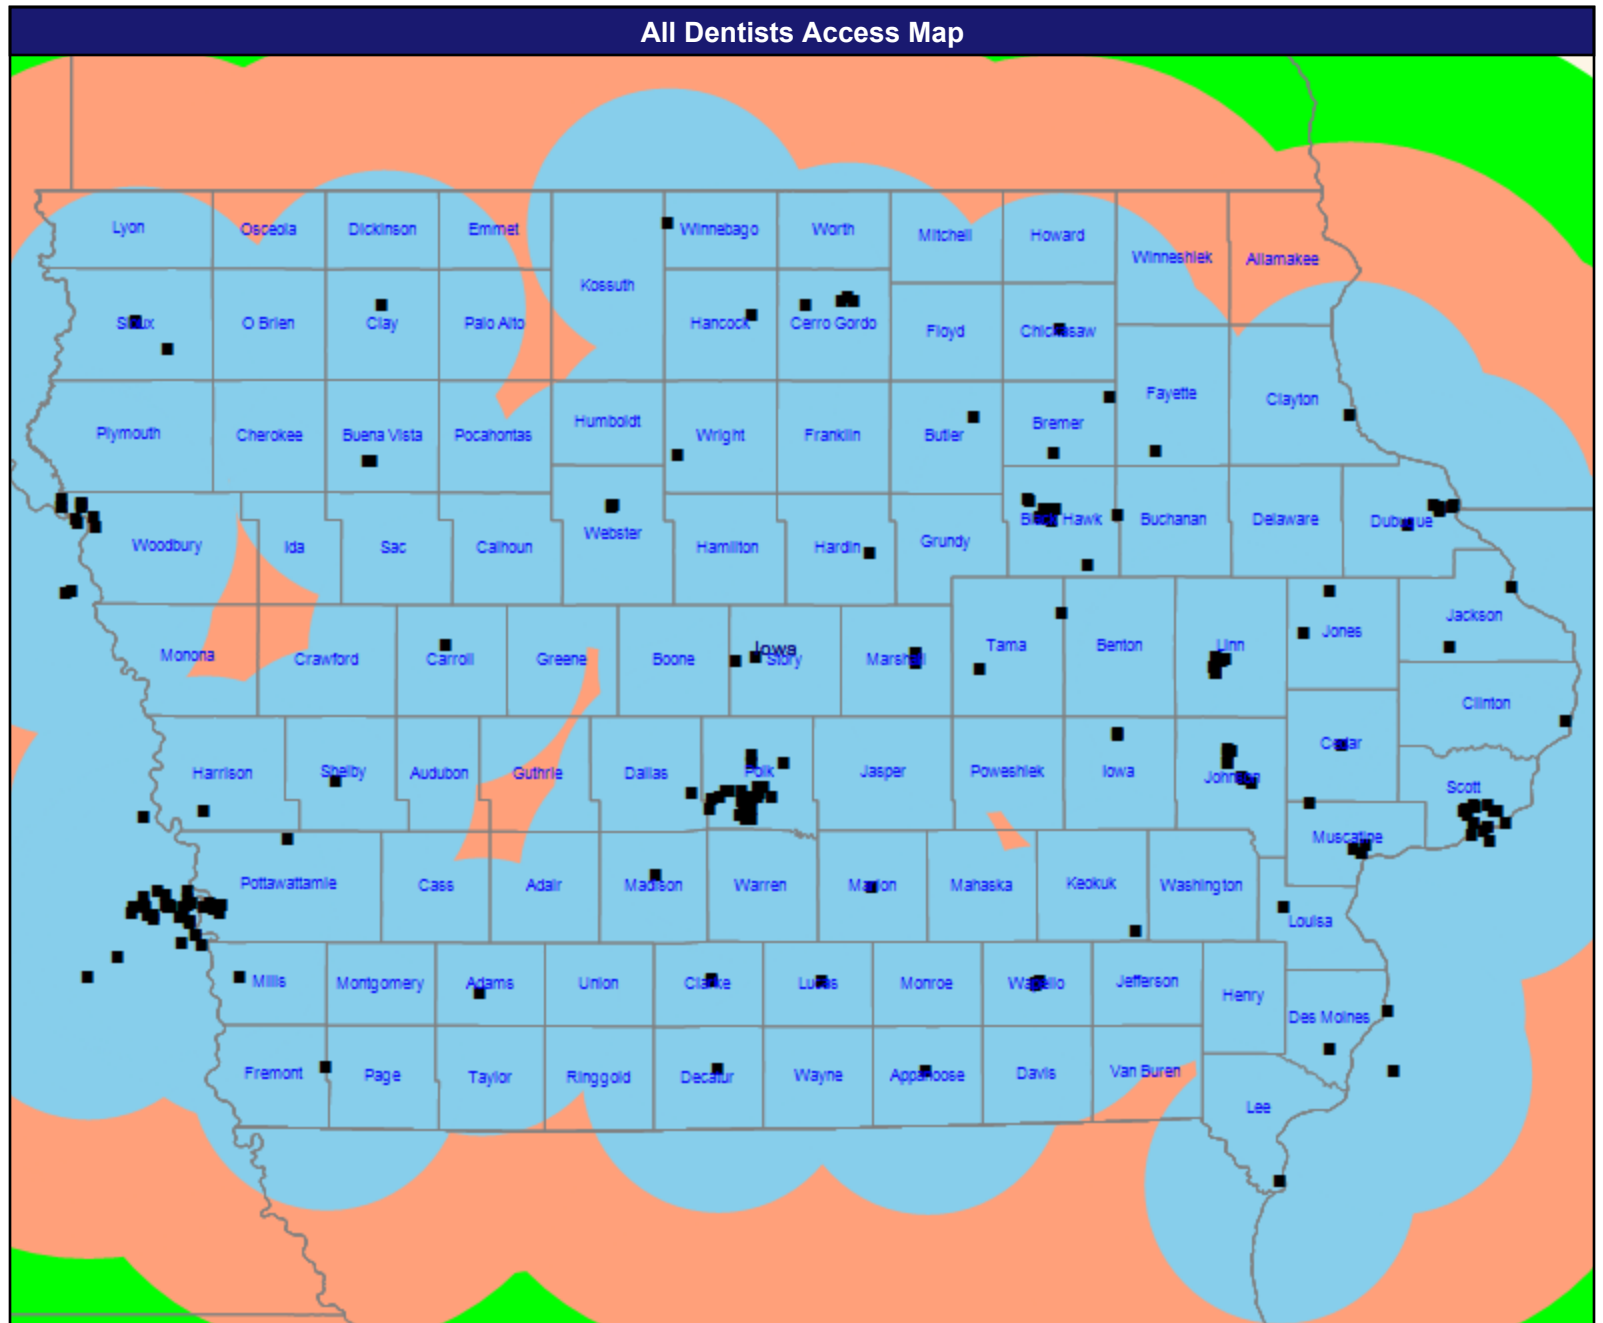 All Dentists Access Map
Lyon
Osceola
Dickinson
Emmet
Kossuth
Winnebago
Worth
Mitchell
Howard
Winneshiek
Allamakee
Sioux
O Brien
Clay
Palo Alto
Hancock
Cerro Gordo
Floyd
Chickasaw
Plymouth
Cherokee
Buena Vista
Pocahontas
Humboldt
Wright
Franklin
Butler
Bremer
Fayette
Clayton
Woodbury
Ida
Sac
Calhoun
Webster
Hamilton
Hardin
Grundy
Black Hawk
Buchanan
Delaware
Dubuque
Monona
Crawford
Carroll
Greene
Boone
Iowa
Story
Marshall
Tama
Benton
Linn
Jones
Jackson
Clinton
Harrison
Shelby
Audubon
Guthrie
Dallas
Polk
Jasper
Poweshiek
Iowa
Johnson
Cedar
Scott
Muscatine
Pottawattamie
Cass
Adair
Madison
Warren
Marion
Mahaska
Keokuk
Washington
Louisa
Mills
Montgomery
Adams
Union
Clarke
Lucas
Monroe
Wapello
Jefferson
Henry
Des Moines
Fremont
Page
Taylor
Ringgold
Decatur
Wayne
Appanoose
Davis
Van Buren
Lee